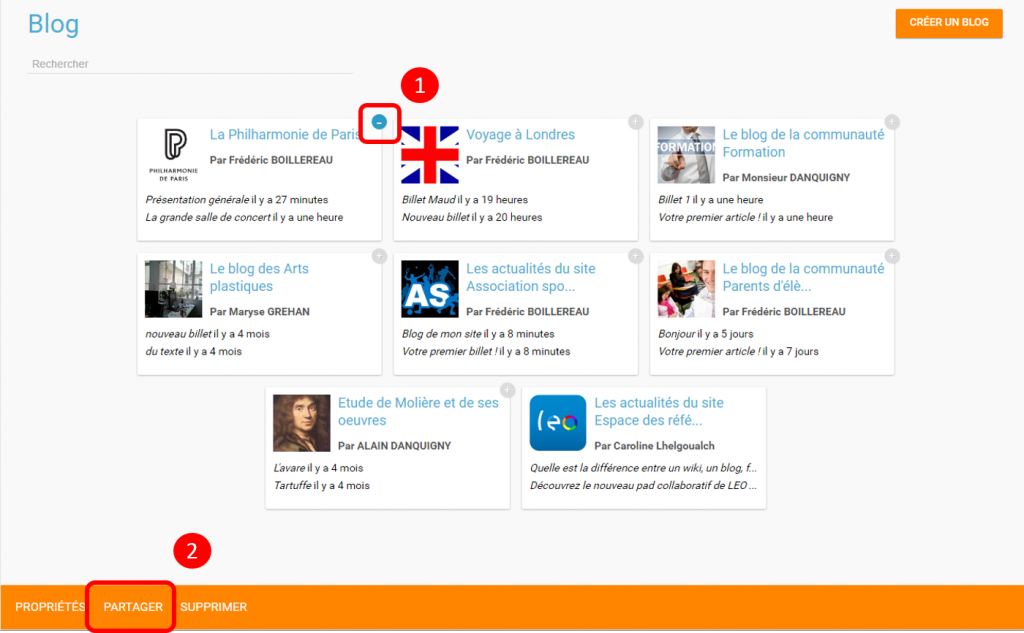 Blog
CRÉER UN BLOG
Rechercher
1
La Philharmonie de Paris
Par Frédéric BOILLEREAU
PHILHARMONIE
DE PARIS
Présentation générale il y a 27 minutes
La grande salle de concert il y a une heure
Voyage à Londres
Par Frédéric BOILLEREAU
Billet Maud il y a 19 heures
Nouveau billet il y a 20 heures
FORMATION
Le blog de la communauté
Formation
Par Monsieur DANQUIGNY
Billet 1 il y a une heure
Votre premier article ! il y a une heure
Le blog des Arts
plastiques
Par Maryse GREHAN
nouveau billet il y a 4 mois
du texte il y a 4 mois
AS
Les actualités du site
Association spo...
Par Frédéric BOILLEREAU
Blog de mon site il y a 8 minutes
Votre premier billet ! il y a 8 minutes
Le blog de la communauté
Parents d'élè...
Par Frédéric BOILLEREAU
Bonjour il y a 5 jours
Votre premier article ! il y a 7 jours
Etude de Molière et de ses
oeuvres
Par ALAIN DANQUIGNY
L'avare il y a 4 mois
Tartuffe il y a 4 mois
leo
Les actualités du site
Espace des réfé...
Par Caroline Lhelgoualch
Quelle est la différence entre un wiki, un blog, f...
Découvrez le nouveau pad collaboratif de LEO ...
2
PROPRIÉTÉS
PARTAGER
SUPPRIMER